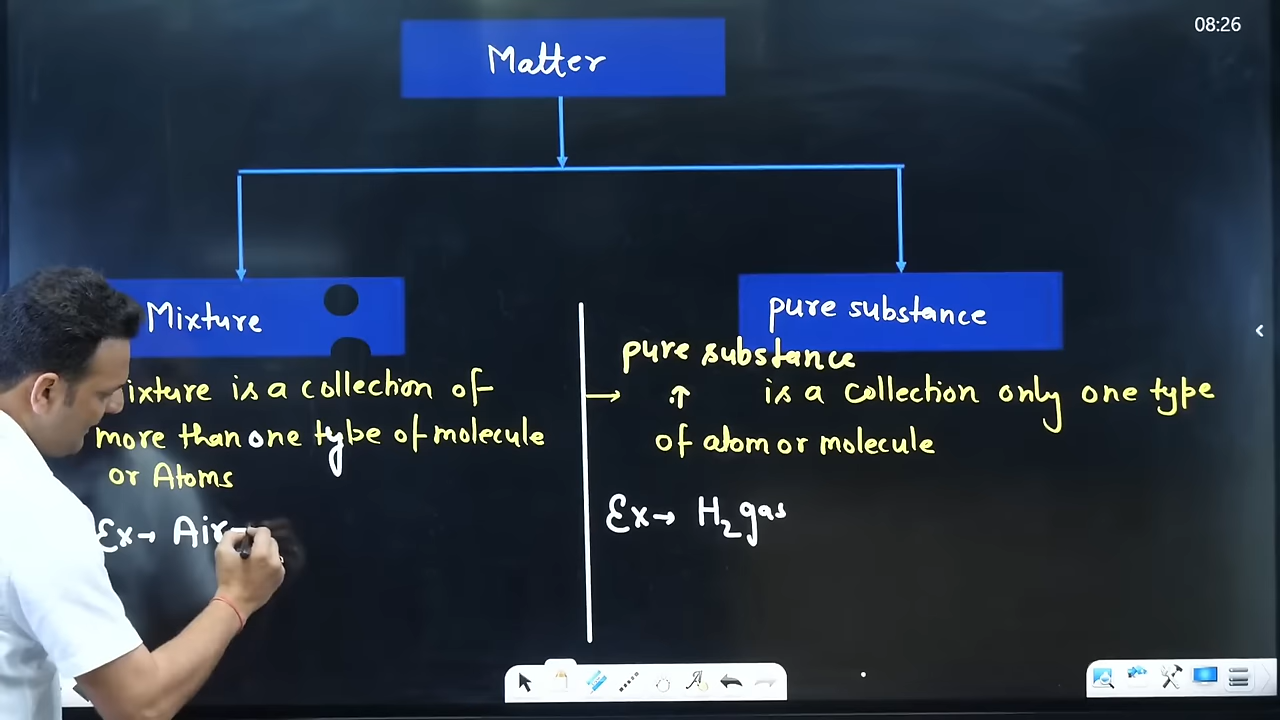 08:26
Matter
Mixture
ixture is a collection of
more than one type of molecule
or Atoms
Ex→ Air
pure substance
pure substance
→ ↑ is a collection only one type
of atom or molecule
Ex→ H₂ gas